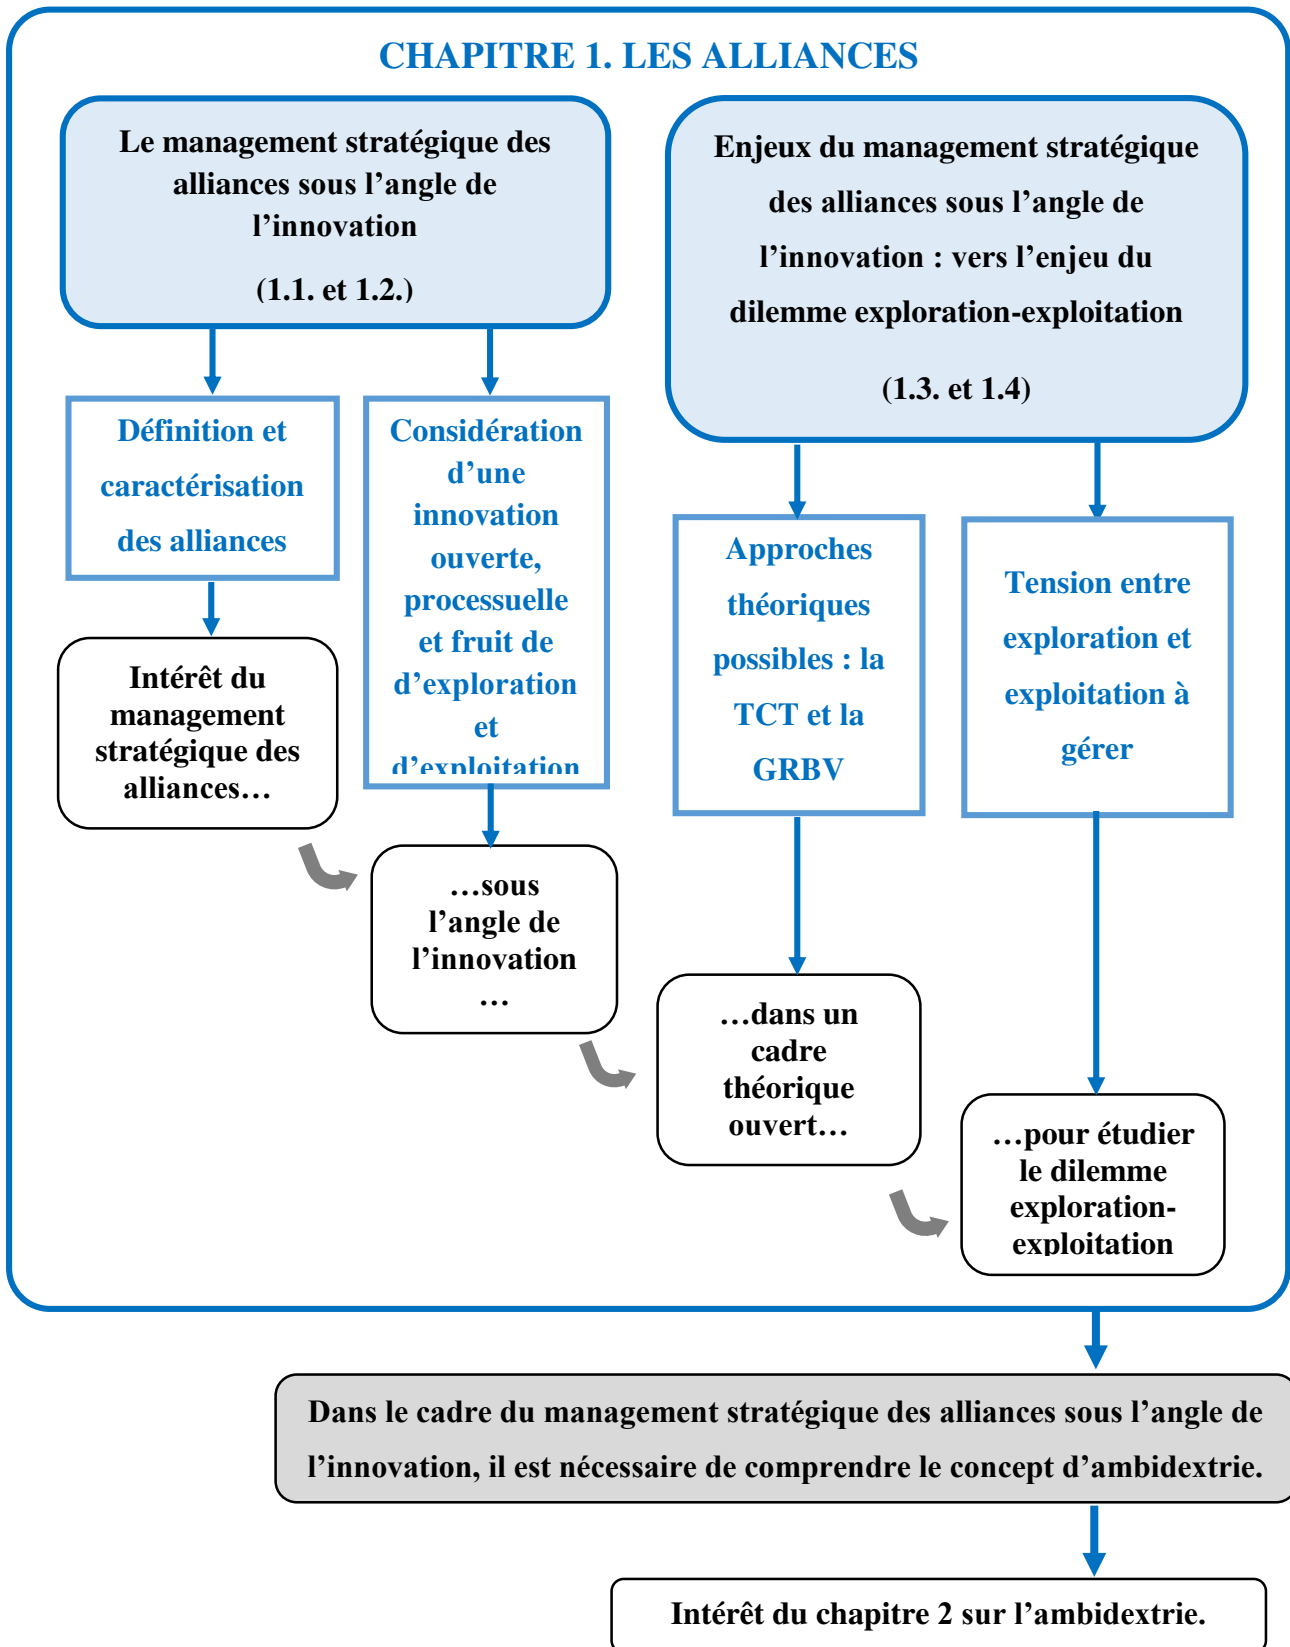 CHAPITRE 1. LES ALLIANCES
Le management stratégique des
alliances sous l’angle de
l’innovation
(1.1. et 1.2.)
Enjeux du management stratégique
des alliances sous l’angle de
l’innovation : vers l’enjeu du
dilemme exploration-exploitation
(1.3. et 1.4)
Définition et
caractérisation
des alliances
Considération
d’une
innovation
ouverte,
processuelle
et fruit de
d’exploration
et
d’exploitation
Approches
théoriques
possibles : la
TCT et la
GRBV
Tension entre
exploration et
exploitation à
gérer
Intérêt du
management
stratégique des
alliances…
…sous
l’angle de
l’innovation
…
…dans un
cadre
théorique
ouvert…
…pour étudier
le dilemme
exploration-
exploitation
Dans le cadre du management stratégique des alliances sous l’angle de
l’innovation, il est nécessaire de comprendre le concept d’ambidextrie.
Intérêt du chapitre 2 sur l’ambidextrie.